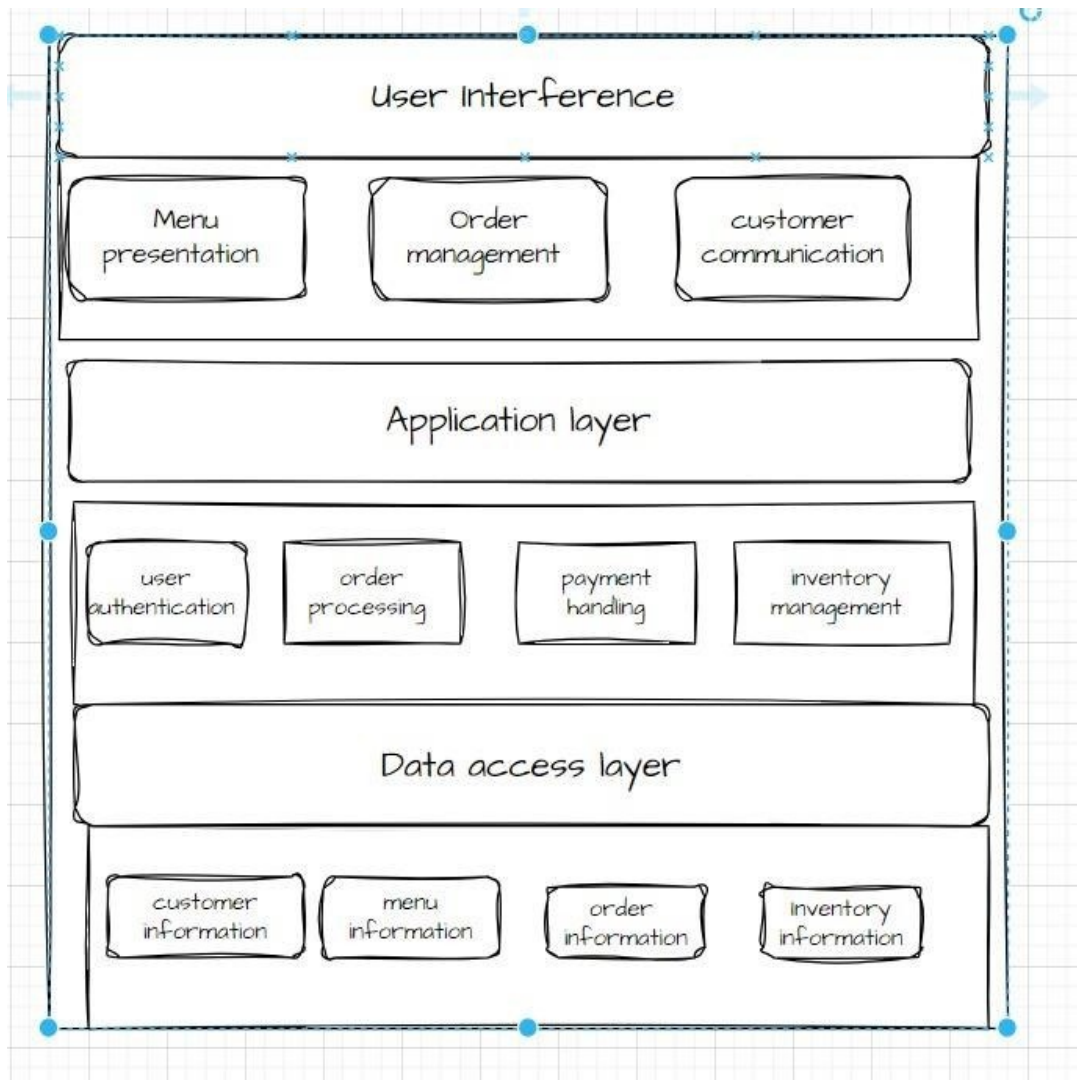 User Interference
Menu
presentation
Order
management
customer
communication
Application layer
user
authentication
order
processing
payment
handling
inventory
management
Data access layer
customer
information
menu
information
order
information
Inventory
information